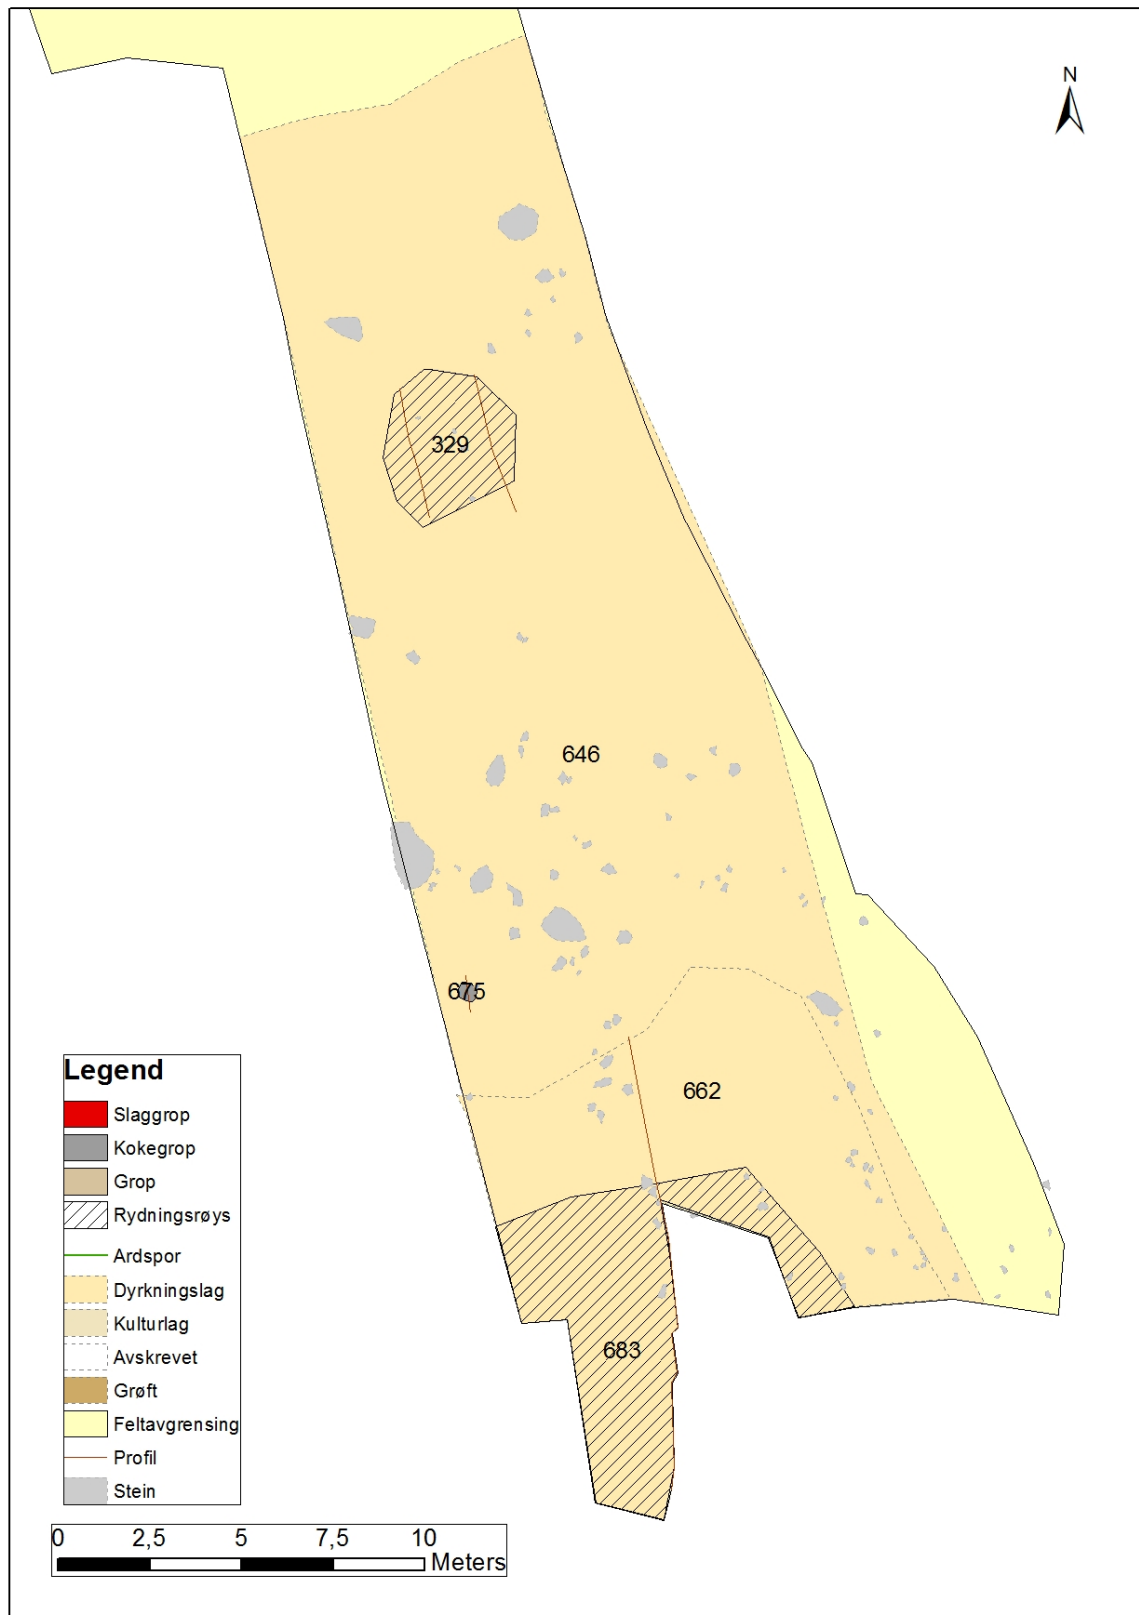 N
329
646
675
662
683
Legend
Slaggrop
Kokegrop
Grop
Rydningsrøys
Ardspor
Dyrkningslag
Kulturlag
Avskrevet
Grøft
Feltavgrensing
Profil
Stein
0 2,5 5 7,5 10
Meters